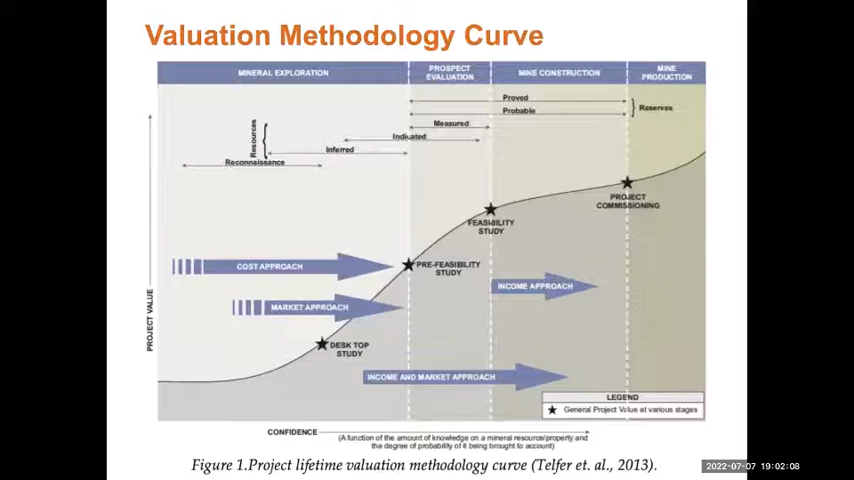 Valuation Methodology Curve
MINERAL EXPLORATION
PROSPECT
EVALUATION
MINE CONSTRUCTION
MINE
PRODUCTION
Proved
Probable
Reserves
Measured
Indicated
Resources
Inferred
Reconnaissance
PROJECT
COMMISSIONING
FEASIBILITY
STUDY
COST APPROACH
PRE-FEASIBILITY
STUDY
INCOME APPROACH
MARKET APPROACH
PROJECT VALUE
DESK TOP
STUDY
INCOME AND MARKET APPROACH
LEGEND
General Project Value at various stages
CONFIDENCE
(A function of the amount of knowledge on a mineral resource/property and
the degree of probability of it being brought to account)
Figure 1.Project lifetime valuation methodology curve (Telfer et. al., 2013).
2022-07-07 19:02:08